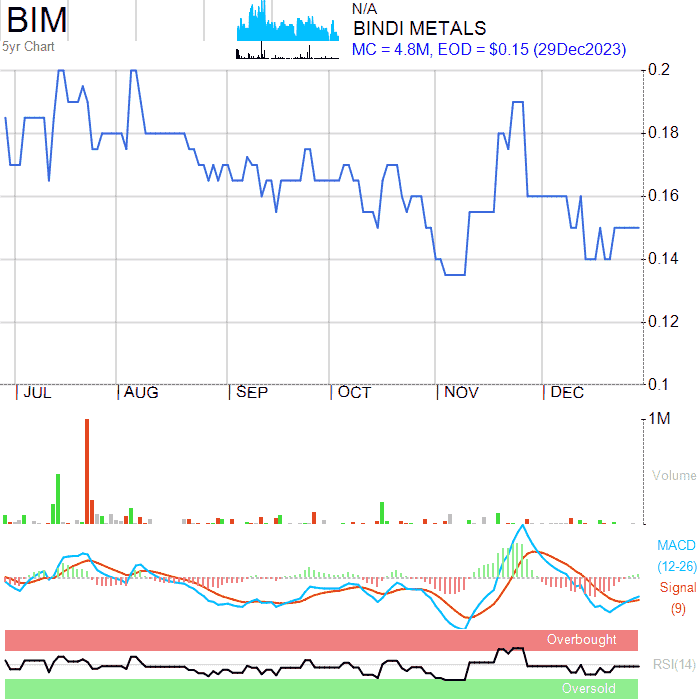 BIM
5yr Chart
N/A
BINDI METALS
MC = 4.8M, EOD = $0.15 (29Dec2023)
0.2
0.18
0.16
0.14
0.12
0.1
JUL AUG SEP OCT NOV DEC
1M
Volume
MACD
(12-26)
Signal
(9)
Overbought
RSI(14)
Oversold